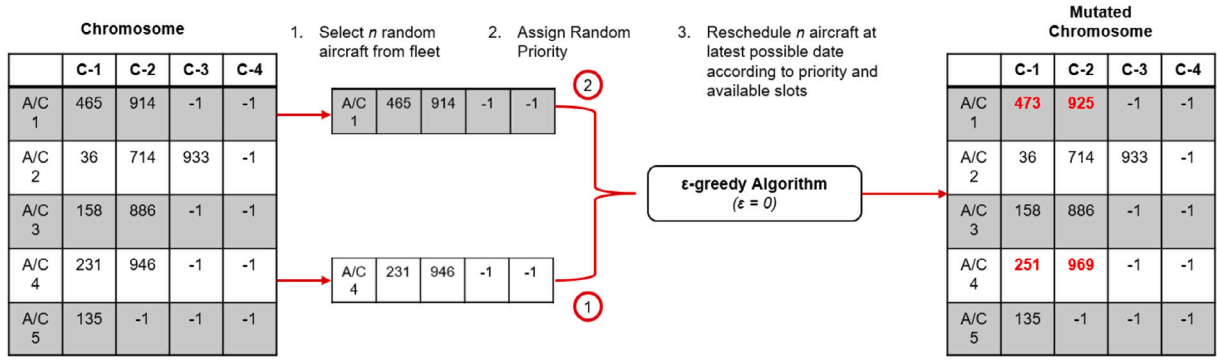 Chromosome
C-1 C-2 C-3 C-4
A/C 1 465 914 -1 -1
A/C 2 36 714 933 -1
A/C 3 158 886 -1 -1
A/C 4 231 946 -1 -1
A/C 5 135 -1 -1 -1
1. Select n random
aircraft from fleet
2. Assign Random
Priority
3. Reschedule n aircraft at
latest possible date
according to priority and
available slots
A/C 1 465 914 -1 -1
2
A/C 4 231 946 -1 -1
1
ε-greedy Algorithm
(ε = 0)
Mutated
Chromosome
C-1 C-2 C-3 C-4
A/C 1 473 925 -1 -1
A/C 2 36 714 933 -1
A/C 3 158 886 -1 -1
A/C 4 251 969 -1 -1
A/C 5 135 -1 -1 -1